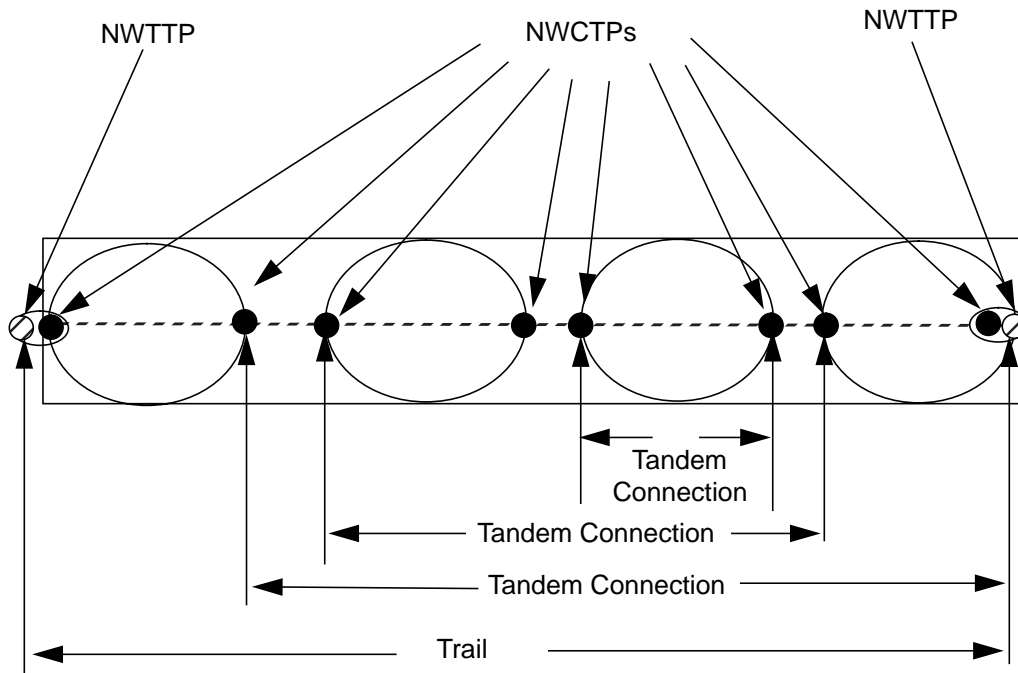 NWTTP
NWCTPs
NWTTP
Tandem
Connection
Tandem Connection
Tandem Connection
Trail